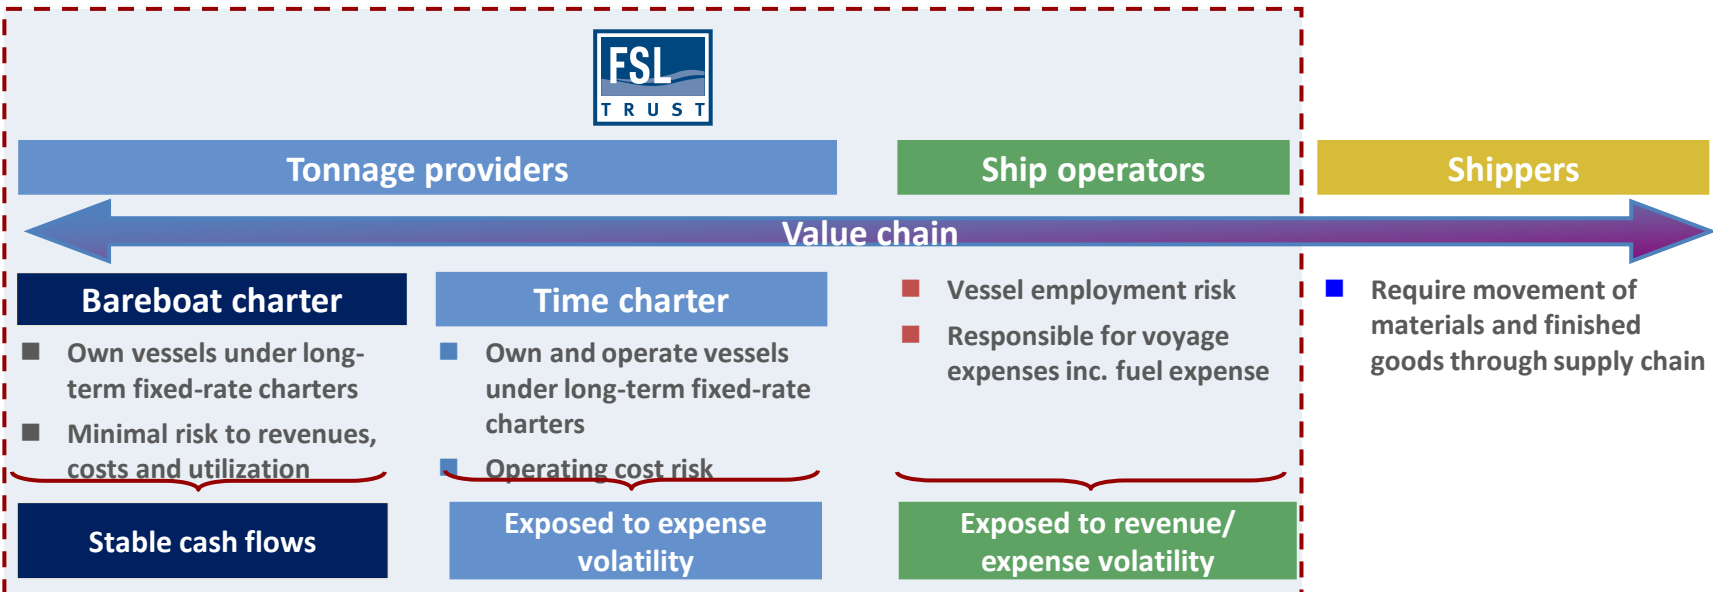 FSL
TRUST
Tonnage providers
Ship operators
Shippers
Value chain
Bareboat charter
Own vessels under long-
term fixed-rate charters
Minimal risk to revenues,
costs and utilization
Stable cash flows
Time charter
Own and operate vessels
under long-term fixed-rate
charters
Operating cost risk
Exposed to expense
volatility
Vessel employment risk
Responsible for voyage
expenses inc. fuel expense
Exposed to revenue/
expense volatility
Require movement of
materials and finished
goods through supply chain